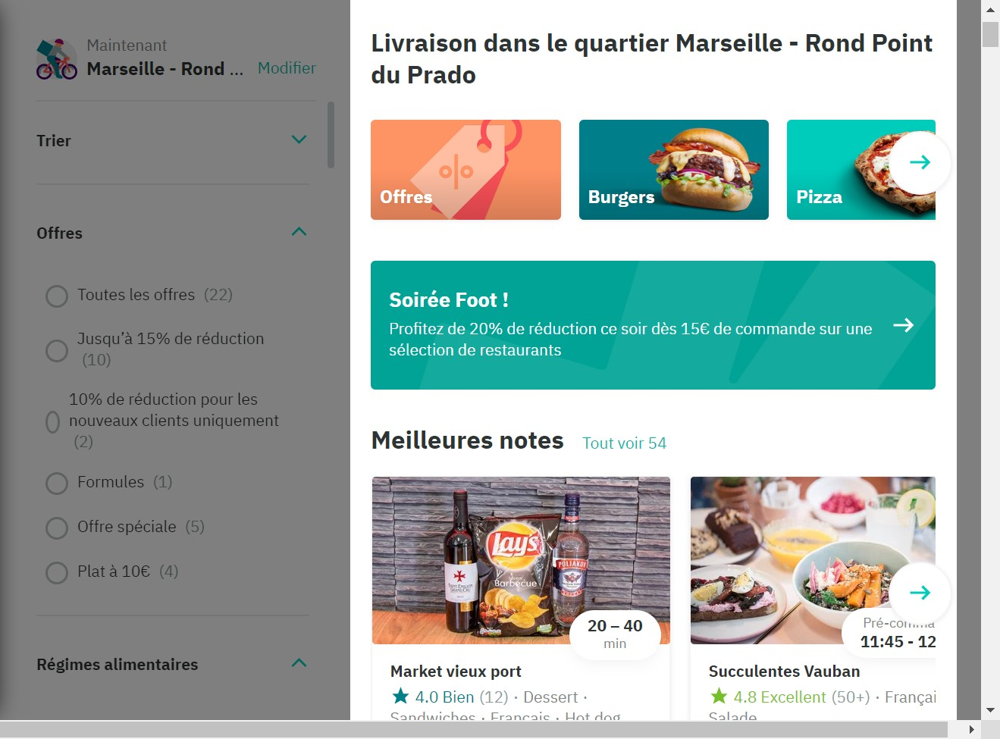 Maintenant
Marseille - Rond ... Modifier
Trier
Offres
Toutes les offres (22)
Jusqu'à 15% de réduction
(10)
10% de réduction pour les
nouveaux clients uniquement
(2)
Formules (1)
Offre spéciale (5)
Plat à 10€ (4)
Régimes alimentaires
Livraison dans le quartier Marseille - Rond Point
du Prado
Offres
Burgers
Pizza
Soirée Foot !
Profitez de 20% de réduction ce soir dès 15€ de commande sur une
sélection de restaurants
Meilleures notes Tout voir 54
Lay's
Barbecue
POLIAKOV
SAINT-EMILION
GRAND CRU
20 – 40
min
Market vieux port
4.0 Bien (12) · Dessert ·
Sandwiches · Français · Hot dog
Pré-comma
11:45 - 12
Succulentes Vauban
4.8 Excellent (50+) · Françai
Salade